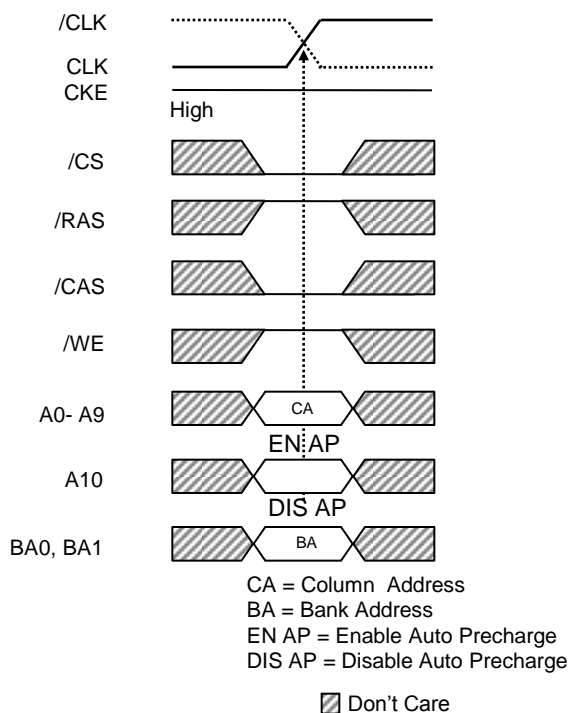 /CLK
CLK
CKE
High
/CS
/RAS
/CAS
/WE
A0- A9
CA
EN AP
A10
DIS AP
BA0, BA1
BA
CA = Column Address
BA = Bank Address
EN AP = Enable Auto Precharge
DIS AP = Disable Auto Precharge
Don't Care